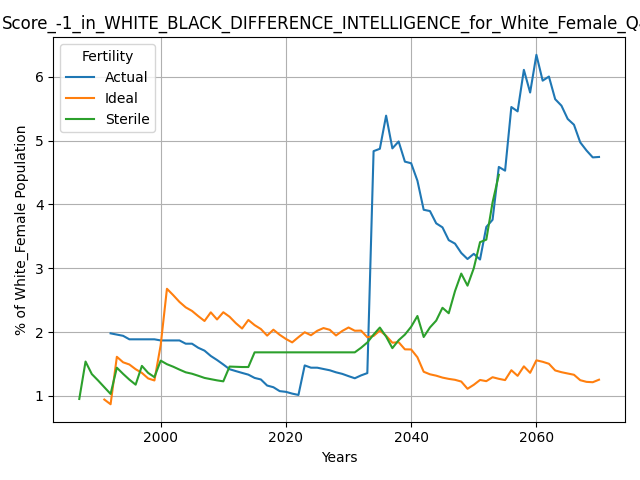 Score_-1_in_WHITE_BLACK_DIFFERENCE_INTELLIGENCE_for_White_Female_Q
Fertility
Actual
Ideal
Sterile
% of White_Female Population
6
5
4
3
2
1
2000 2020 2040 2060
Years